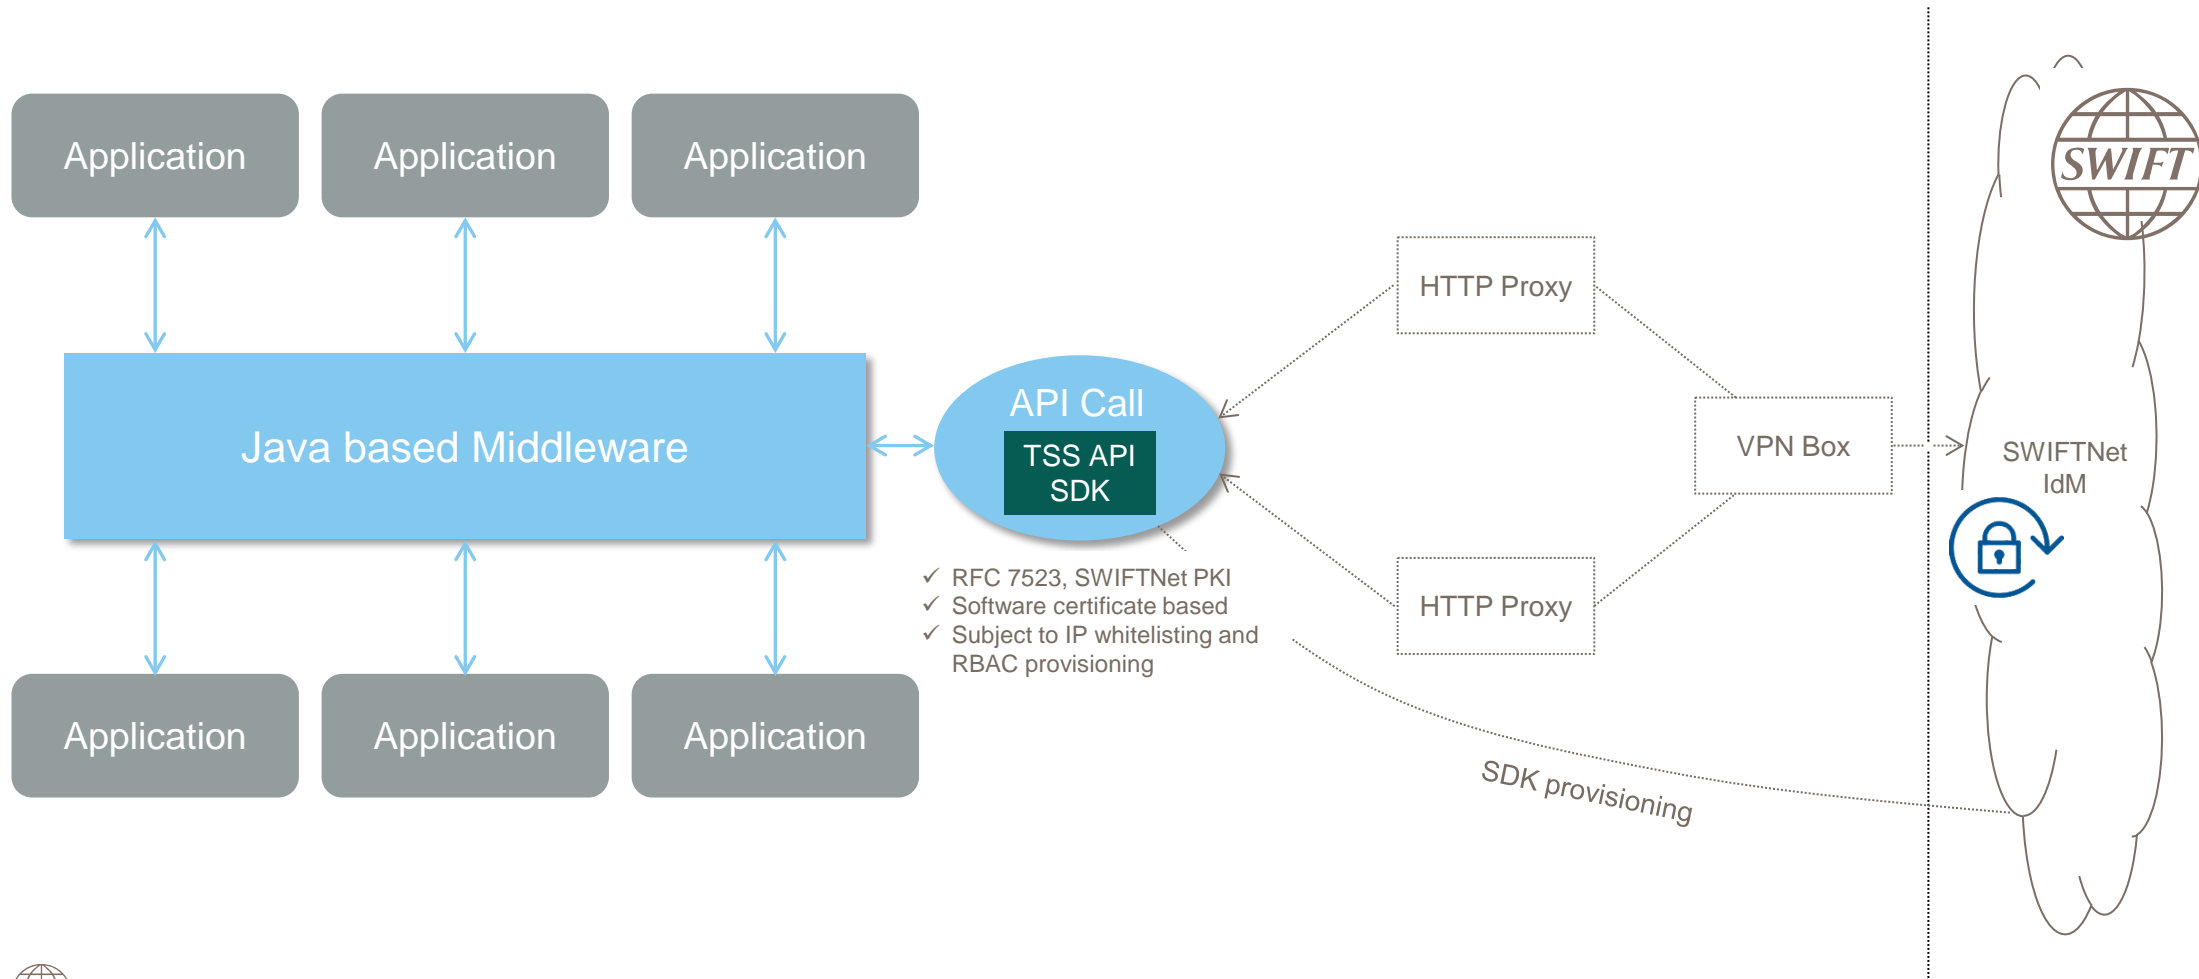 Application
Application
Application
SWIFT
HTTP Proxy
Java based Middleware
API Call
TSS API
SDK
VPN Box
SWIFTNet
IdM
✓ RFC 7523, SWIFTNet PKI
✓ Software certificate based
✓ Subject to IP whitelisting and
RBAC provisioning
HTTP Proxy
Application
Application
Application
SDK provisioning